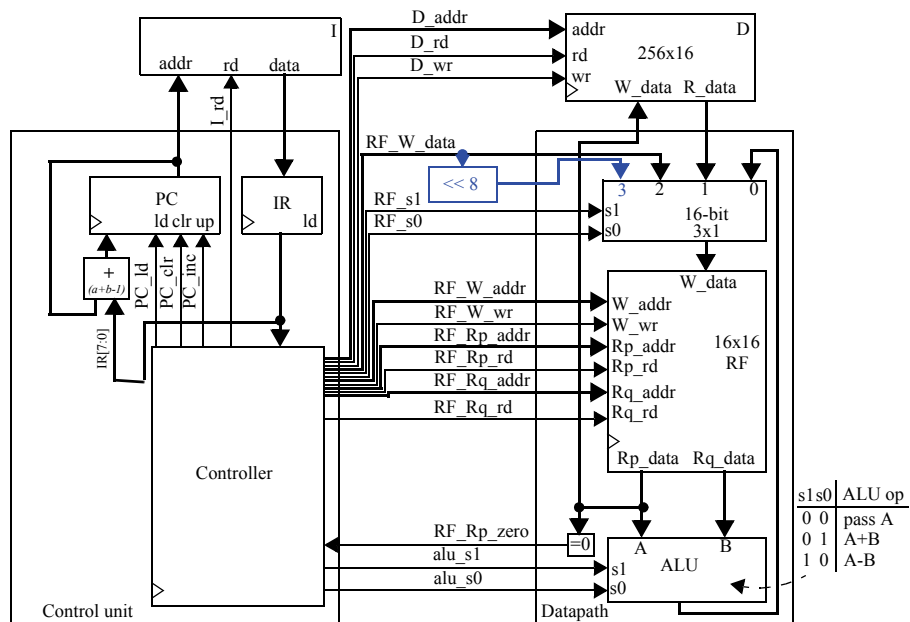 I
addr rd data
I_rd
PC
ld clr up
IR
ld
+
(a+b-1)
PC_ld
PC_clr
PC_inc
IR[7:0]
Controller
Control unit
D_addr
D_rd
D_wr
RF_W_data
<< 8
RF_s1
RF_s0
RF_W_addr
RF_W_wr
RF_Rp_addr
RF_Rp_rd
RF_Rq_addr
RF_Rq_rd
RF_Rp_zero
alu_s1
alu_s0
D
addr
256x16
rd
wr
W_data R_data
3 2 1 0
s1
16-bit
s0
3x1
W_data
W_addr
W_wr
Rp_addr
16x16
Rp_rd
RF
Rq_addr
Rq_rd
Rp_data Rq_data
=0
A B
s1
ALU
s0
Datapath
s1 s0 ALU op
0 0 pass A
0 1 A+B
1 0 A-B